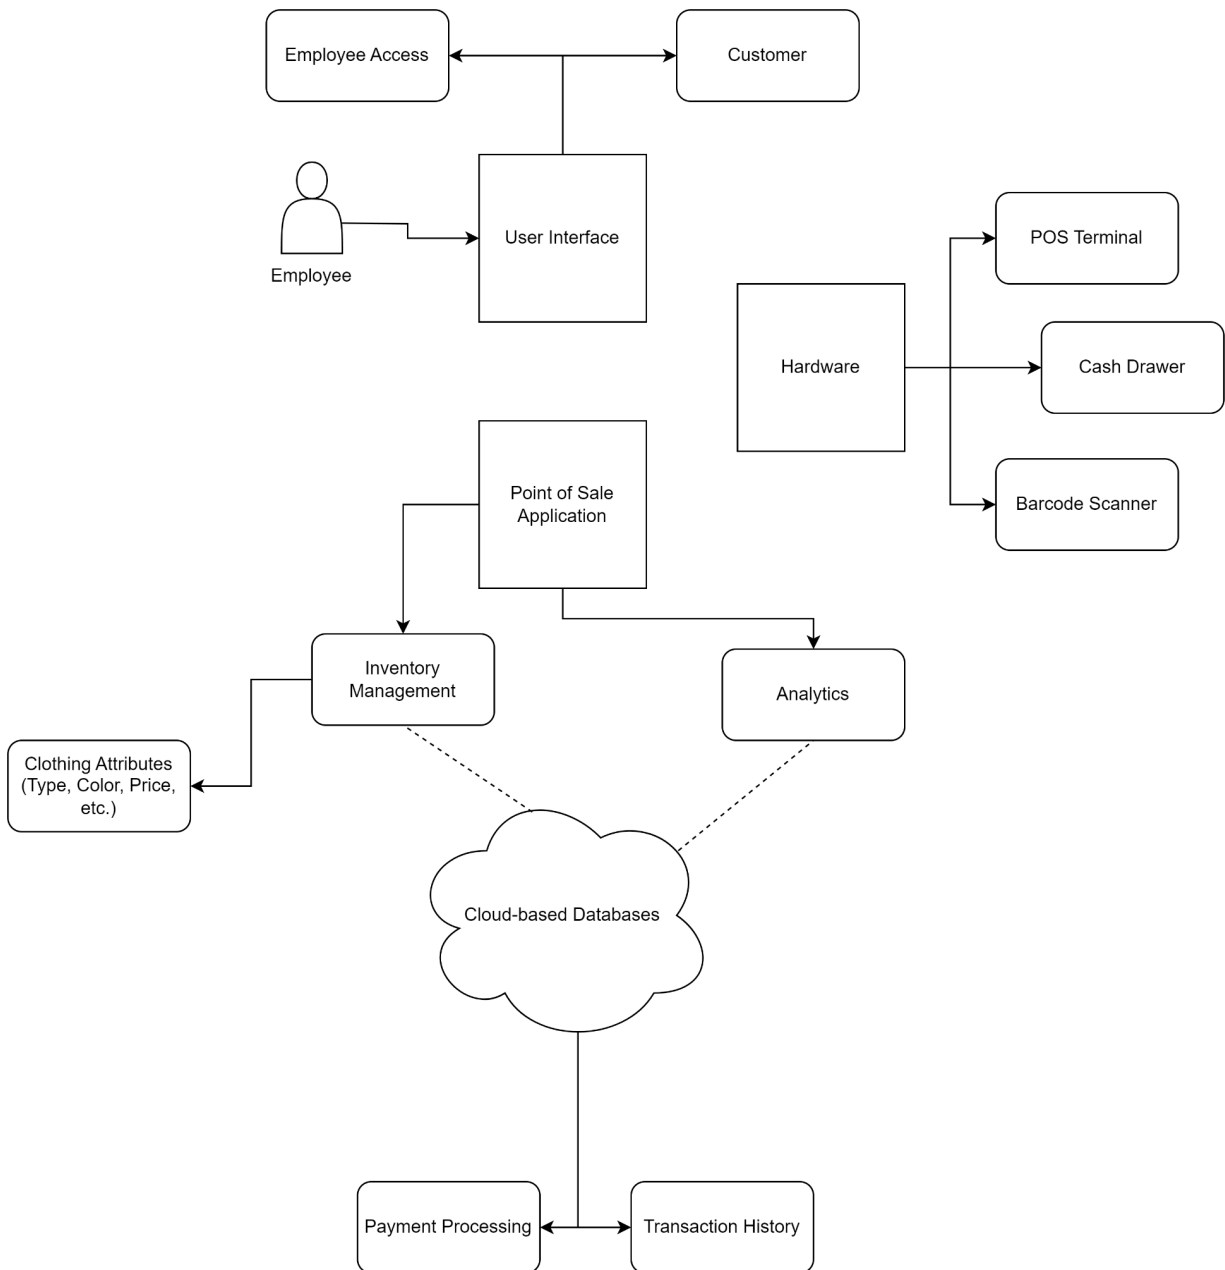 Employee Access
Customer
User Interface
Employee
POS Terminal
Hardware
Cash Drawer
Point of Sale
Application
Barcode Scanner
Inventory
Management
Analytics
Clothing Attributes
(Type, Color, Price,
etc.)
Cloud-based Databases
Payment Processing
Transaction History